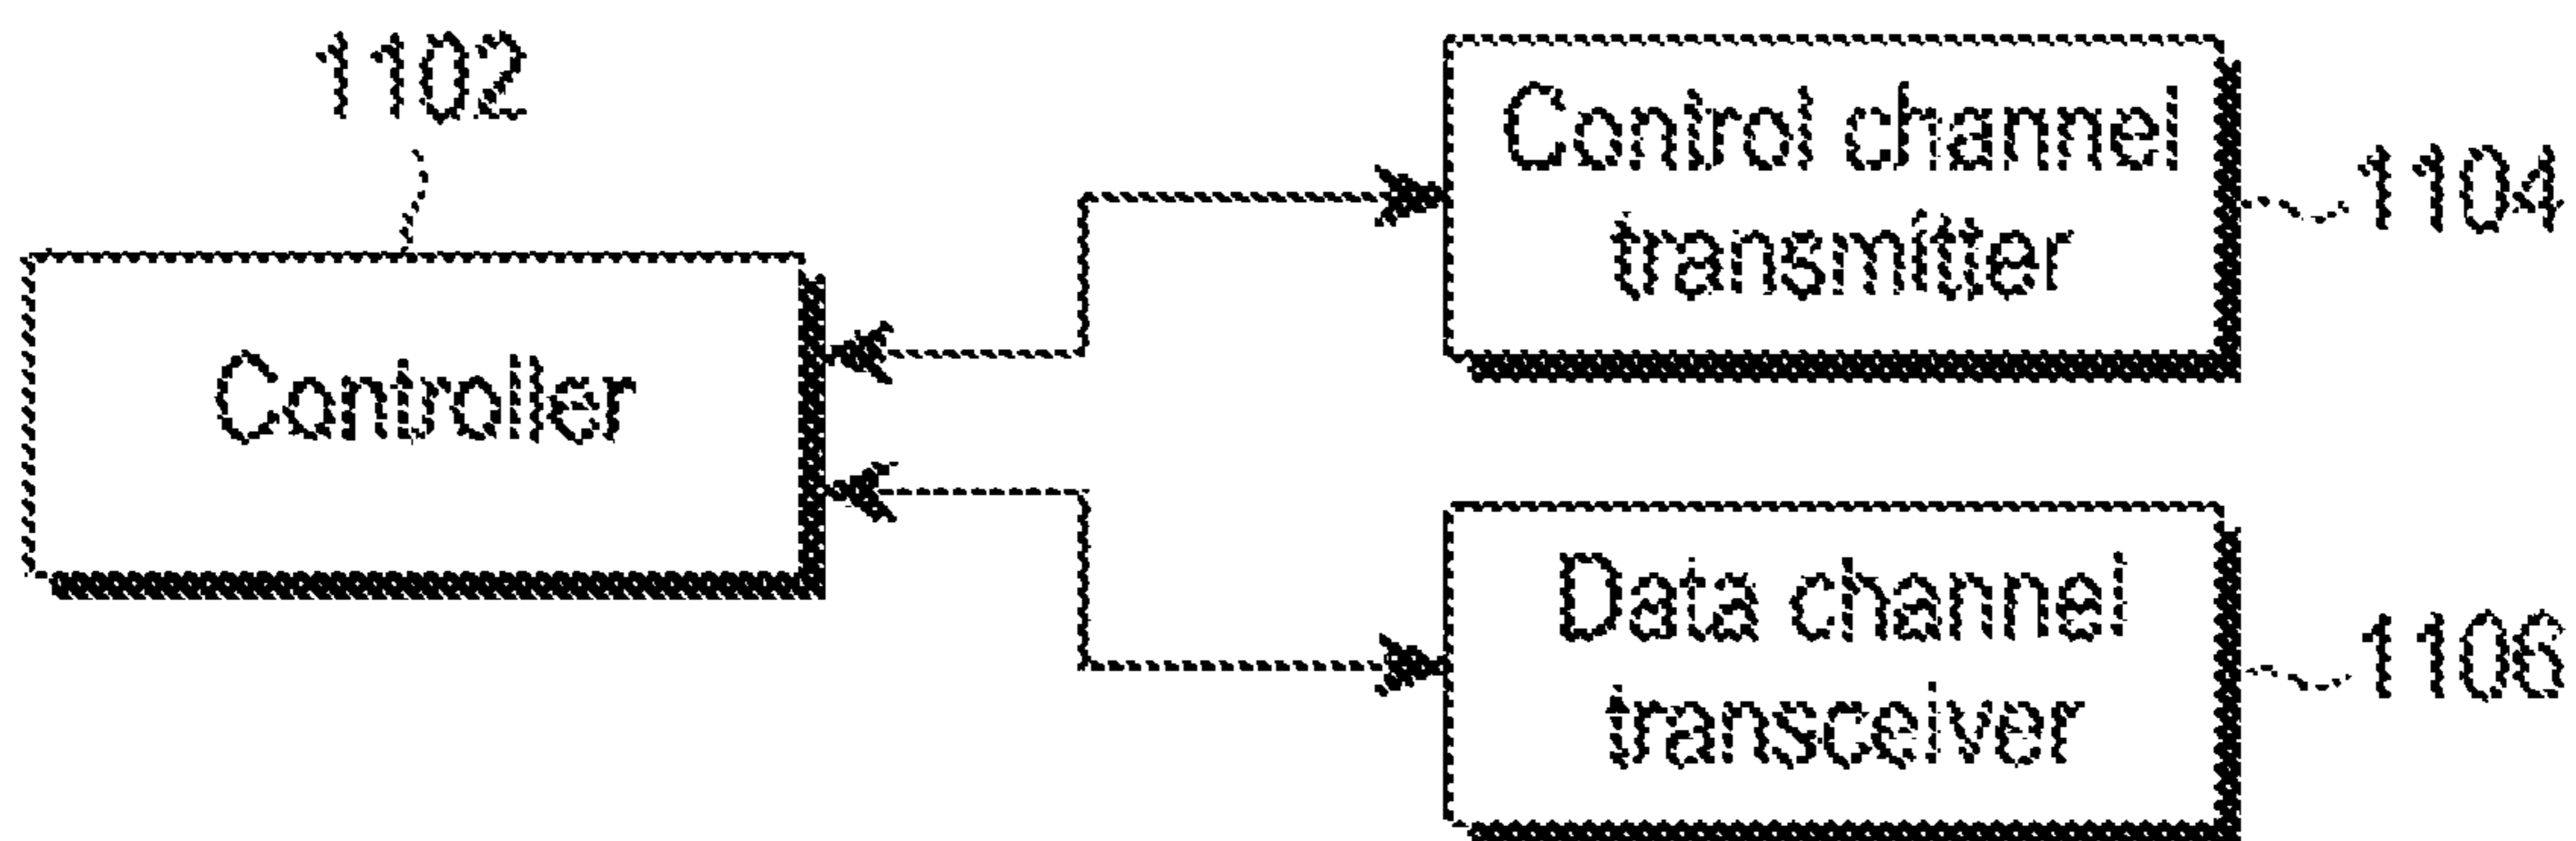 1102
Controller
Control channel
transmitter
1104
Data channel
transceiver
1106